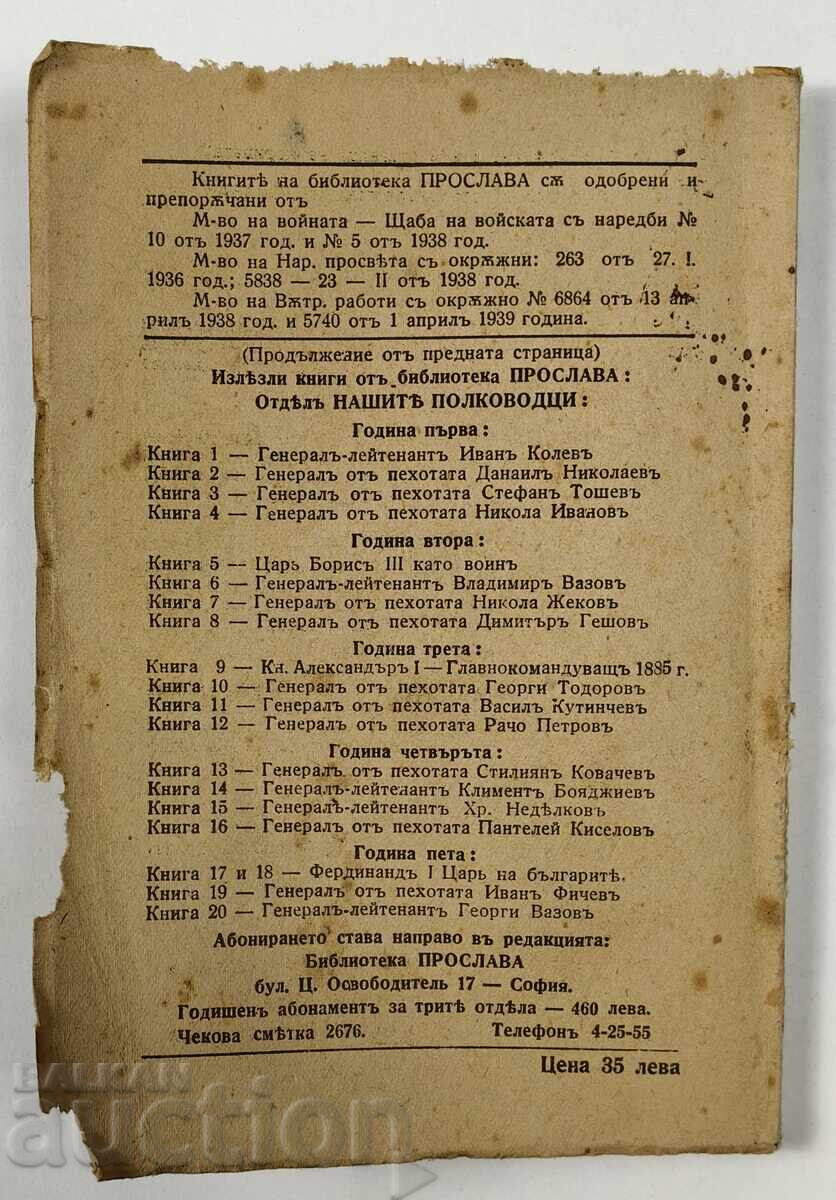 Книгитѣ на библиотека ПРОСЛАВА сѫ одобрени и
препорѫчани отъ
М-во на войната — Щаба на войската съ наредби №
10 отъ 1937 год. и № 5 отъ 1938 год.
М-во на Нар. просвѣта съ окрѫжни: 263 отъ 27. I.
1936 год.; 5838 — 23 — II отъ 1938 год.
М-во на Вѫтр. работи съ окрѫжно № 6864 отъ 13 ап-
рилъ 1938 год. и 5740 отъ 1 априлъ 1939 година.
(Продължение отъ предната страница)
Излѣзли книги отъ библиотека ПРОСЛАВА:
Отдѣлъ НАШИТѢ ПОЛКОВОДЦИ:
Година първа:
Книга 1 — Генералъ-лейтенантъ Иванъ Колевъ
Книга 2 — Генералъ отъ пехотата Данаилъ Николаевъ
Книга 3 — Генералъ отъ пехотата Стефанъ Тошевъ
Книга 4 — Генералъ отъ пехотата Никола Ивановъ
Година втора:
Книга 5 — Царь Борисъ III като воинъ
Книга 6 — Генералъ-лейтенантъ Владимиръ Вазовъ
Книга 7 — Генералъ отъ пехотата Никола Жековъ
Книга 8 — Генералъ отъ пехотата Димитъръ Гешовъ
Година трета:
Книга 9 — Кн. Александъръ I — Главнокомандуващъ 1885 г.
Книга 10 — Генералъ отъ пехотата Георги Тодоровъ
Книга 11 — Генералъ отъ пехотата Василъ Кутинчевъ
Книга 12 — Генералъ отъ пехотата Рачо Петровъ
Година четвърта:
Книга 13 — Генералъ отъ пехотата Стилиянъ Ковачевъ
Книга 14 — Генералъ-лейтенантъ Климентъ Бояджиевъ
Книга 15 — Генералъ-лейтенантъ Хр. Недѣлковъ
Книга 16 — Генералъ отъ пехотата Пантелей Киселовъ
Година пета:
Книга 17 и 18 — Фердинандъ I Царь на българитѣ.
Книга 19 — Генералъ отъ пехотата Иванъ Фичевъ
Книга 20 — Генералъ-лейтенантъ Георги Вазовъ
Абонирането става направо въ редакцията:
Библиотека ПРОСЛАВА
бул. Ц. Освободитель 17 — София.
Годишенъ абонаментъ за тритѣ отдѣла — 460 лева.
Чекова смѣтка 2676. Телефонъ 4-25-55
Цена 35 лева
BALKAN
auction